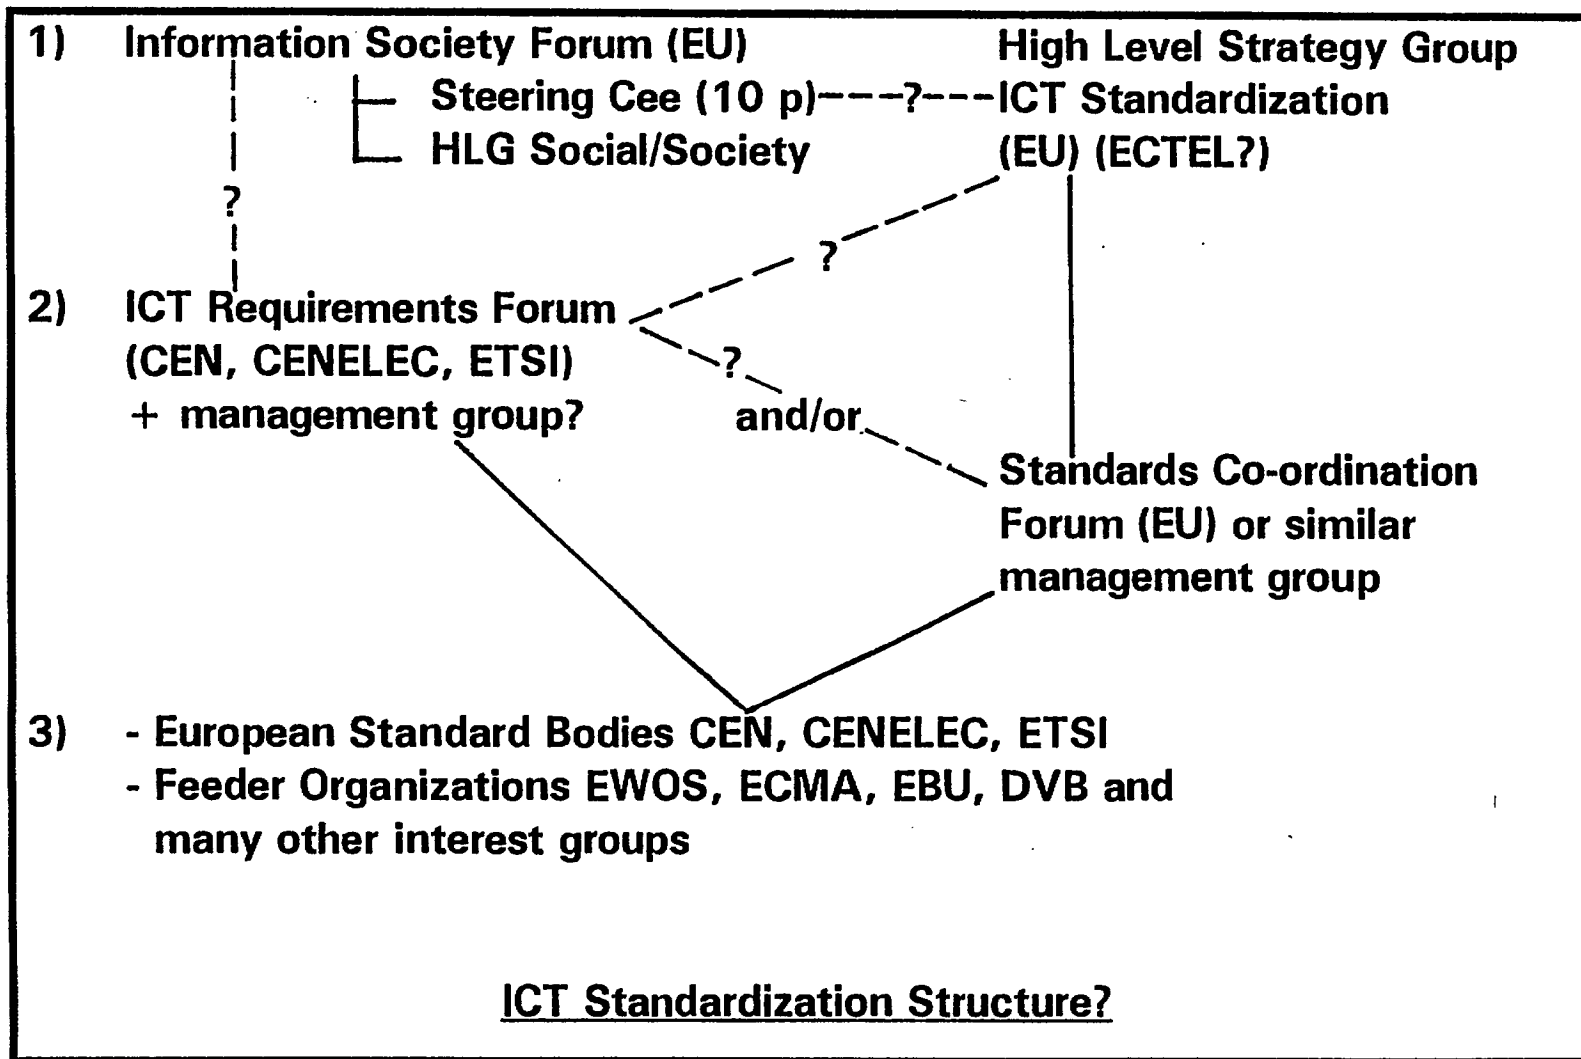 1) Information Society Forum (EU)
Steering Cee (10 p)----?---
HLG Social/Society
High Level Strategy Group
ICT Standardization
(EU) (ECTEL?)
?
?
2) ICT Requirements Forum
(CEN, CENELEC, ETSI)
+ management group?
?
and/or
Standards Co-ordination
Forum (EU) or similar
management group
3) - European Standard Bodies CEN, CENELEC, ETSI
- Feeder Organizations EWOS, ECMA, EBU, DVB and
many other interest groups
ICT Standardization Structure?